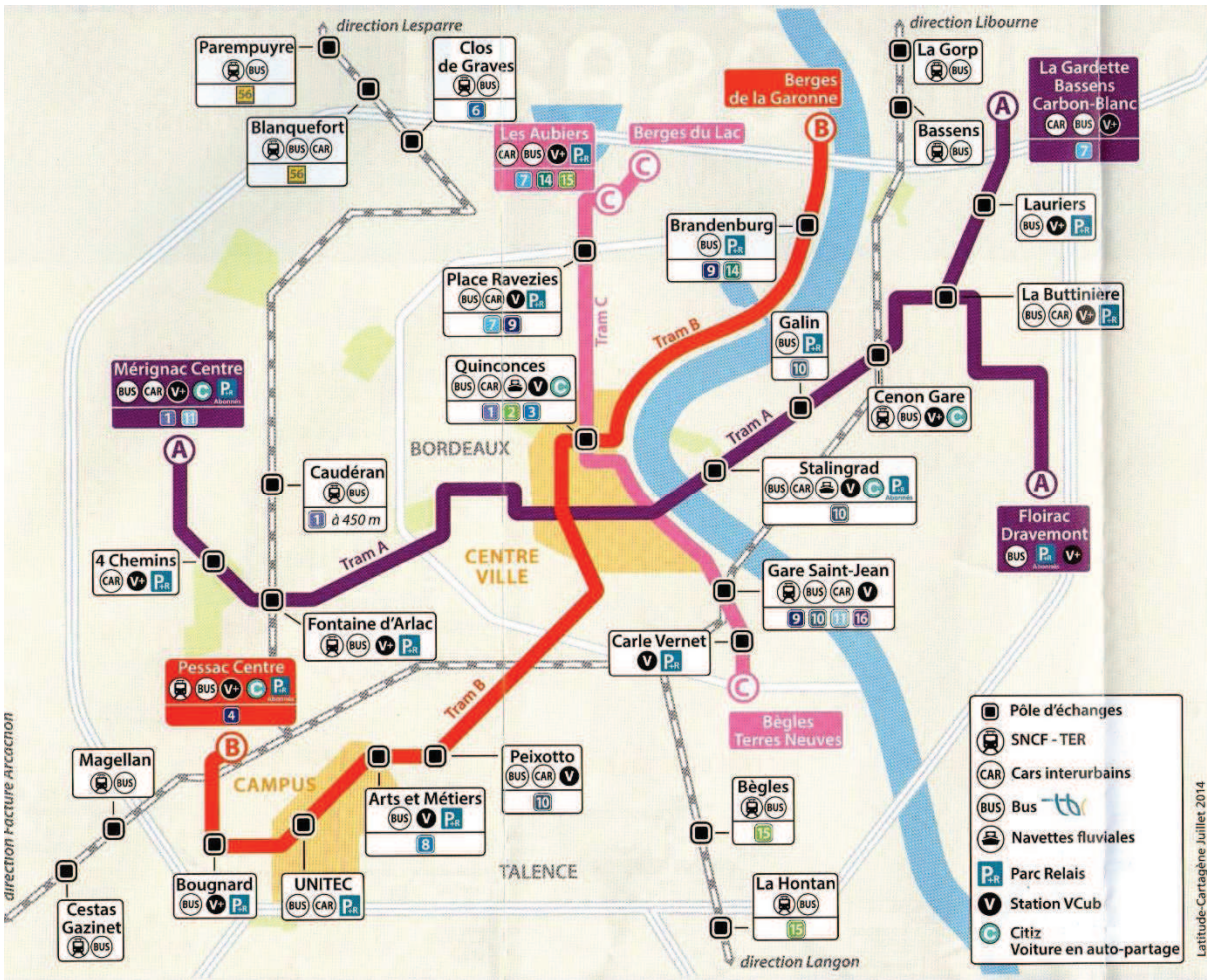 direction Lesparre
direction Libourne
Parempuyre
BUS
56
Clos
de Graves
BUS
6
La Gorp
BUS
La Gardette
Bassens
Carbon-Blanc
CAR BUS V+
7
A
Berges
de la Garonne
B
Blanquefort
BUS CAR
56
Les Aubiers
CAR BUS V+ P+R
7 14 15
Berges du Lac
C
C
Bassens
BUS
Lauriers
BUS V+ P+R
Brandenburg
BUS P+R
9 14
Place Ravezies
BUS CAR V P+R
7 9
Tram C
Tram B
La Buttinière
BUS CAR V+ P+R
Galin
BUS P+R
10
Mérignac Centre
BUS CAR V+ C P+R
Abonnés
1 11
A
Quinconces
BUS CAR V C
1 2 3
Cenon Gare
BUS V+ C
Tram A
BORDEAUX
Caudéran
BUS
1 à 450 m
Stalingrad
BUS CAR V C P+R
Abonnés
10
A
Floirac
Dravemont
BUS P+R V+
Abonnés
4 Chemins
CAR V+ P+R
Tram A
CENTRE
VILLE
Gare Saint-Jean
BUS CAR V
9 10 11 16
Fontaine d'Arlac
BUS V+ P+R
Carle Vernet
V P+R
C
Bègles
Terres Neuves
Pessac Centre
BUS V+ C P+R
Abonnés
4
B
Tram B
direction Facture Arcachon
Magellan
BUS
CAMPUS
Peixotto
BUS CAR V
10
Arts et Métiers
BUS V P+R
8
Bègles
BUS
15
TALENCE
Bougnard
BUS V+ P+R
UNITEC
BUS CAR P+R
La Hontan
BUS
15
Cestas
Gazinet
BUS
direction Langon
Pôle d'échanges
SNCF - TER
CAR Cars interurbains
BUS Bus tbc
Navettes fluviales
P+R Parc Relais
V Station VCub
C Citiz
Voiture en auto-partage
Latitude-Cartagène Juillet 2014